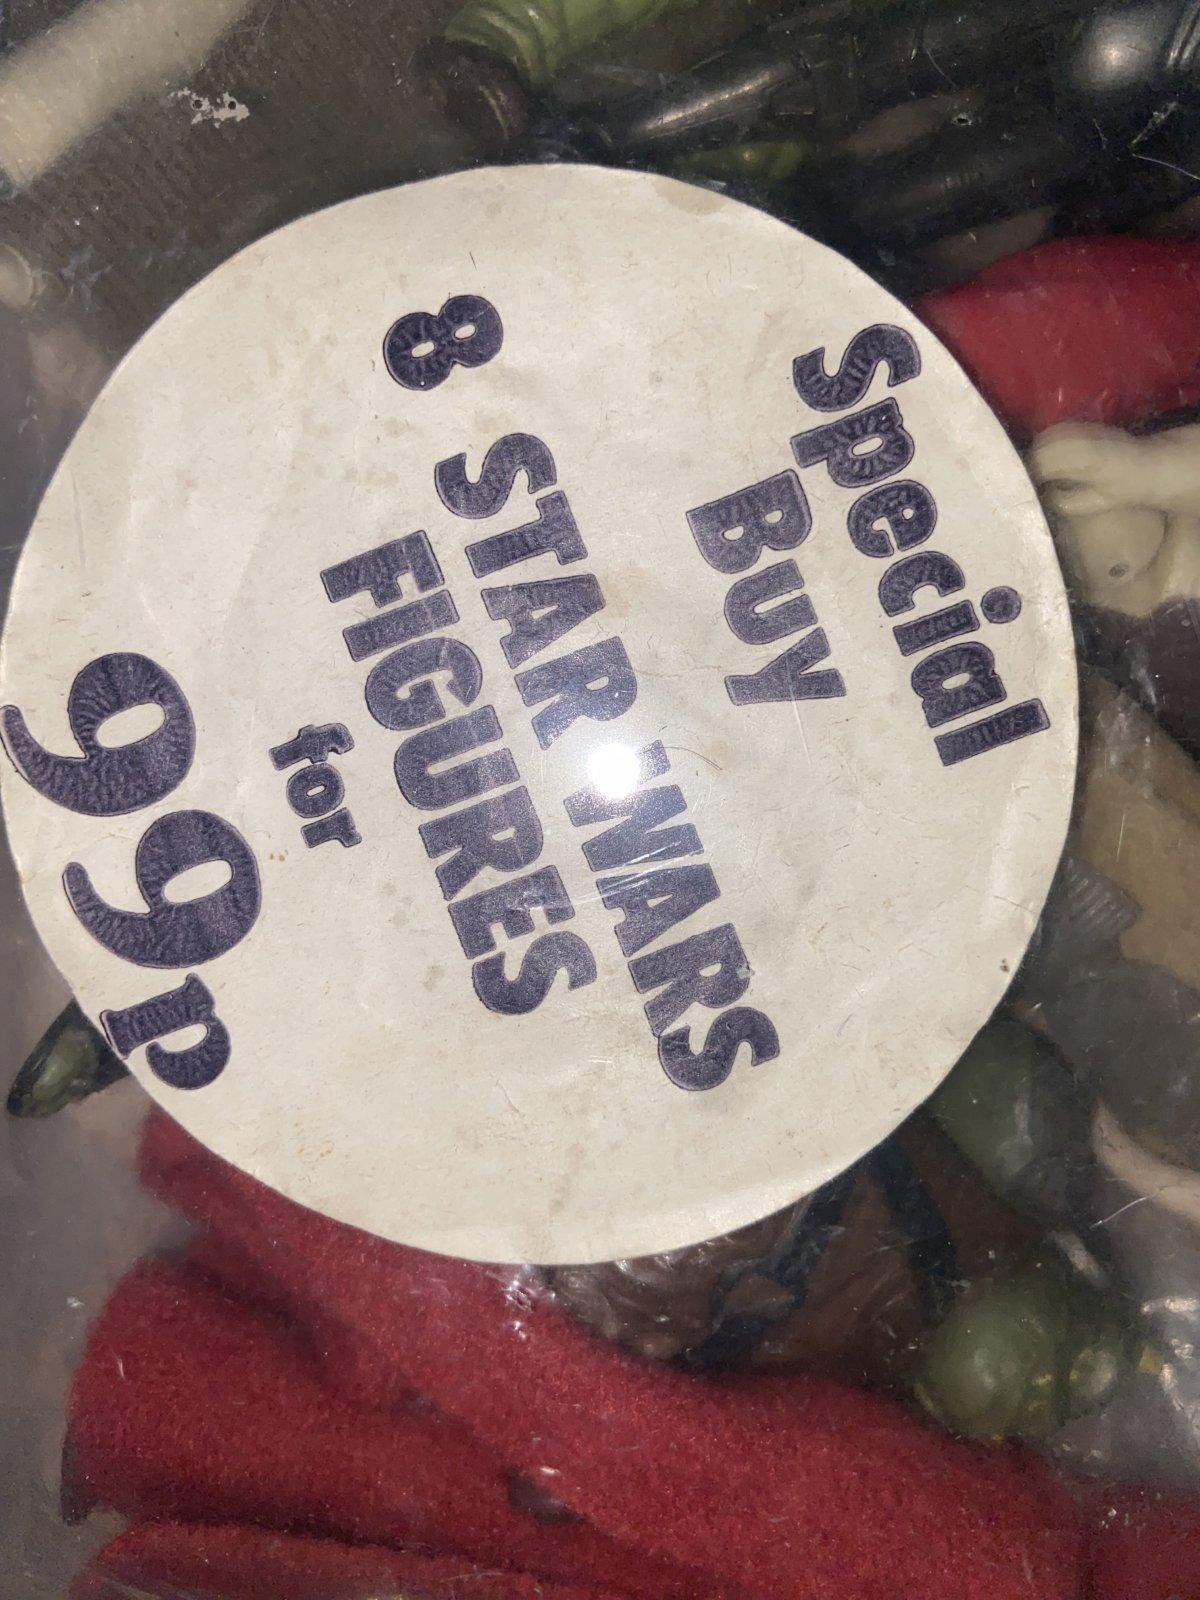 Special
Buy
8 STAR WARS
FIGURES
for
99p